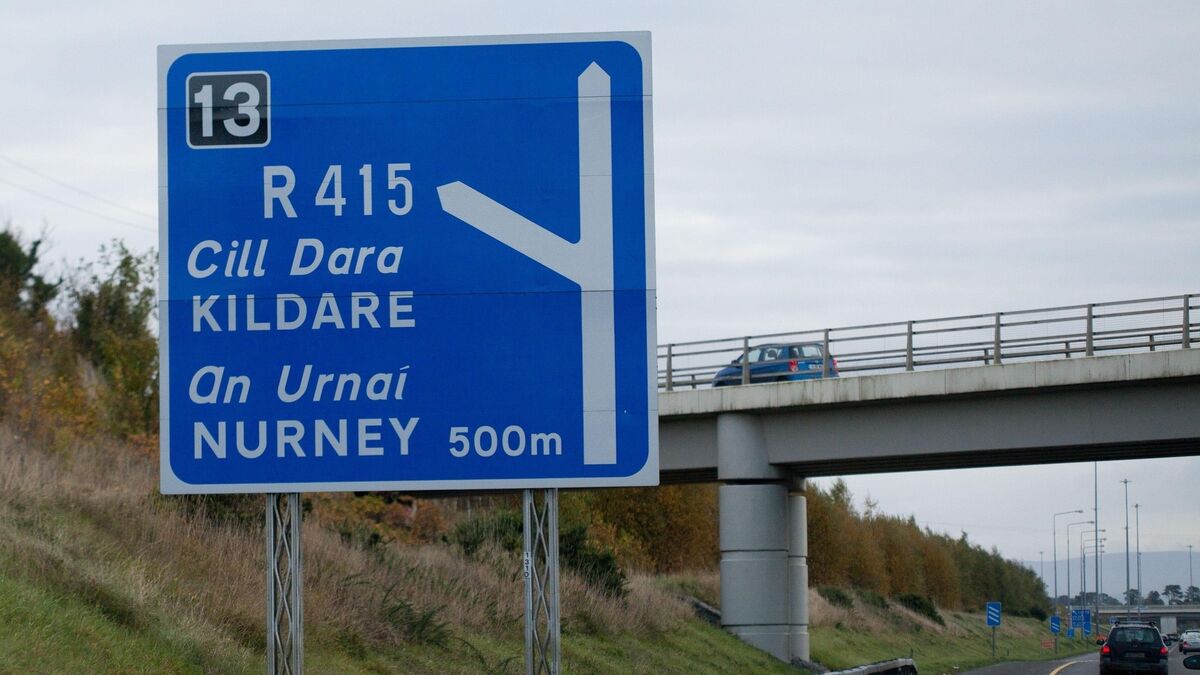 13
R 415
Cill Dara
KILDARE
An Urnaí
NURNEY 500m